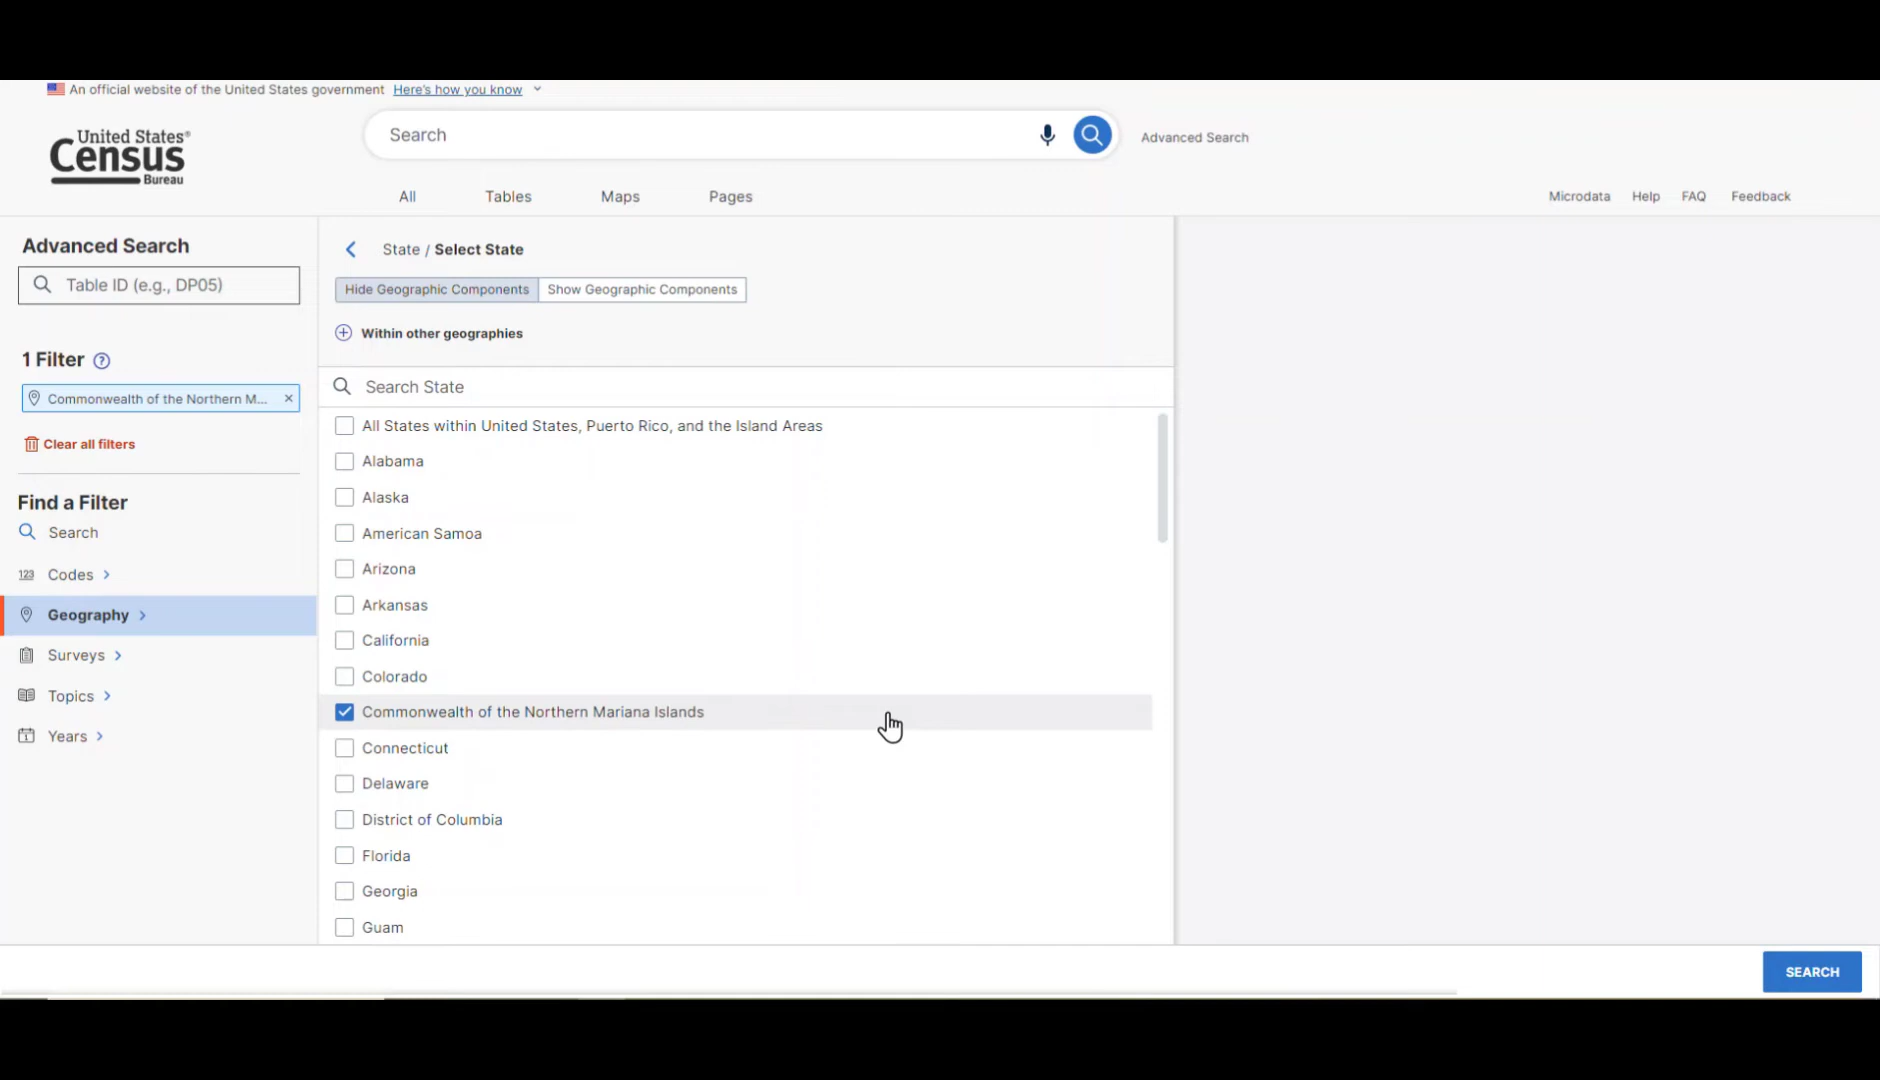 An official website of the United States government Here's how you know
United States®
Census
Bureau
Search
Advanced Search
All Tables Maps Pages
Microdata Help FAQ Feedback
Advanced Search
Table ID (e.g., DP05)
1 Filter ?
Commonwealth of the Northern M... ×
Clear all filters
Find a Filter
Search
123 Codes
Geography
Surveys
Topics
1 Years
State / Select State
Hide Geographic Components Show Geographic Components
Within other geographies
Search State
All States within United States, Puerto Rico, and the Island Areas
Alabama
Alaska
American Samoa
Arizona
Arkansas
California
Colorado
Commonwealth of the Northern Mariana Islands
Connecticut
Delaware
District of Columbia
Florida
Georgia
Guam
SEARCH